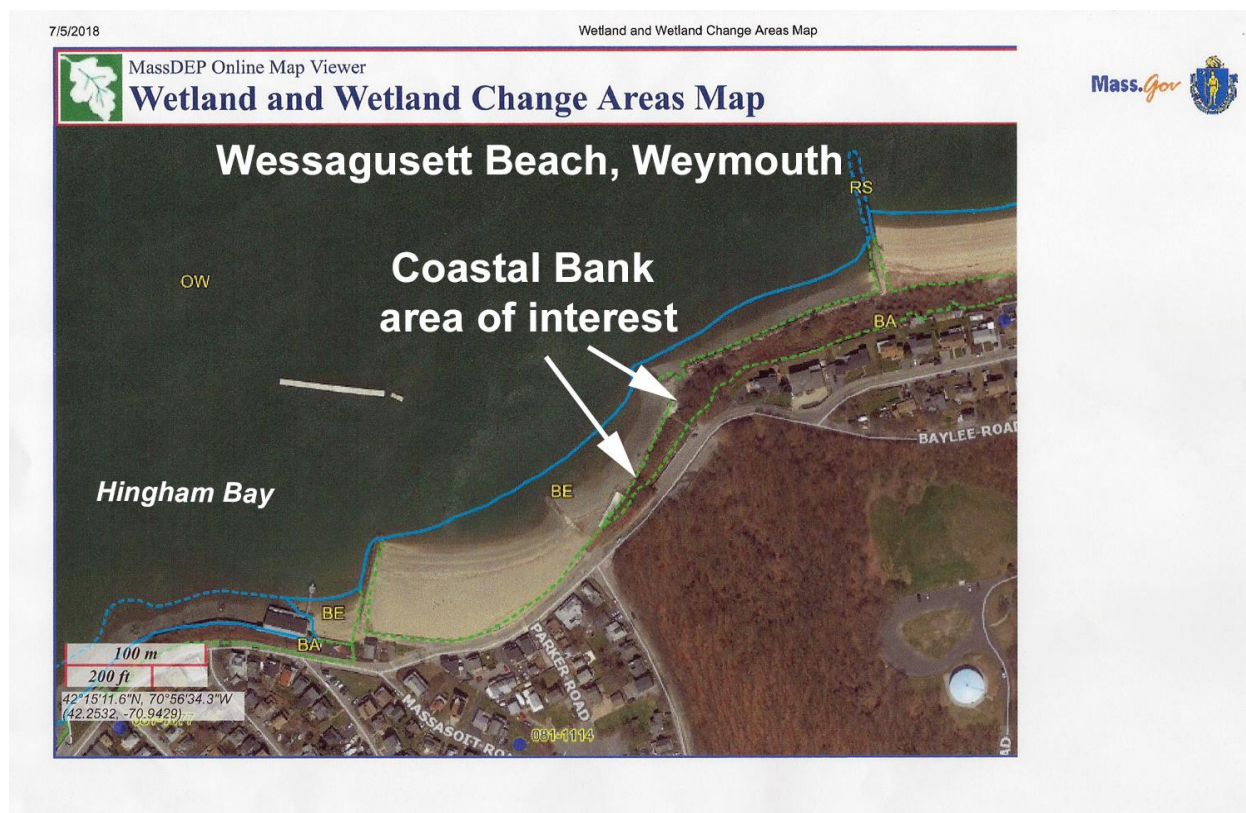 7/5/2018
Wetland and Wetland Change Areas Map
MassDEP Online Map Viewer
Wetland and Wetland Change Areas Map
Mass.Gov
Wessagusett Beach, Weymouth
RS
Coastal Bank
area of interest
OW
BA
BAYLEE ROAD
Hingham Bay
BE
BE
BA
PARKER ROAD
100 m
200 ft
42°15'11.6"N, 70°56'34.3"W
(42.2532, -70.9429)
MASSASOIT RO
081-1114
AD